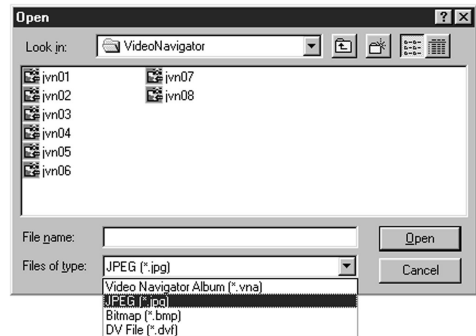 Open
Look in: VideoNavigator
jvn01 jvn07
jvn02 jvn08
jvn03
jvn04
jvn05
jvn06
File name: Open
Files of type: JPEG (*.jpg) Cancel
Video Navigator Album (*.vna)
JPEG (*.jpg)
Bitmap (*.bmp)
DV File (*.dvf)